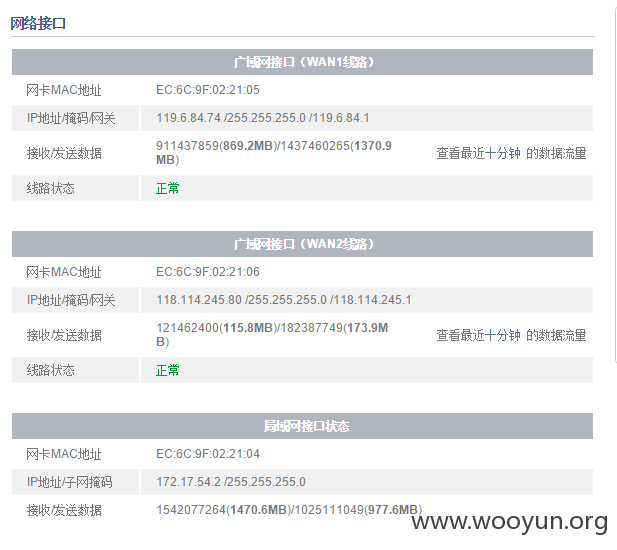 网络接口
广域网接口（WAN1线路）
网卡MAC地址 EC:6C:9F:02:21:05
IP地址/掩码/网关 119.6.84.74 /255.255.255.0 /119.6.84.1
接收/发送数据 911437859(869.2MB)/1437460265(1370.9
MB) 查看最近十分钟 的数据流量
线路状态 正常
广域网接口（WAN2线路）
网卡MAC地址 EC:6C:9F:02:21:06
IP地址/掩码/网关 118.114.245.80 /255.255.255.0 /118.114.245.1
接收/发送数据 121462400(115.8MB)/182387749(173.9M
B) 查看最近十分钟 的数据流量
线路状态 正常
局域网接口状态
网卡MAC地址 EC:6C:9F:02:21:04
IP地址/子网掩码 172.17.54.2 /255.255.255.0
接收/发送数据 1542077264(1470.6MB)/1025111049(977.6MB)
www.wooyun.org